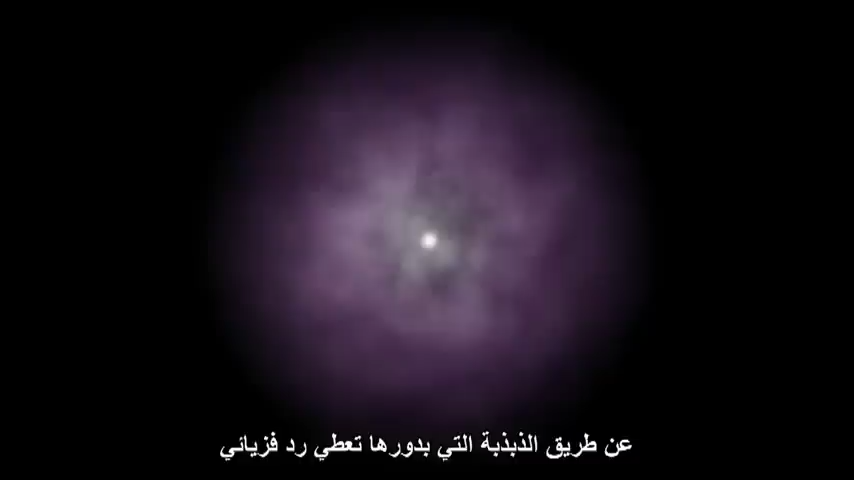 عن طريق الذبذبة التي بدورها تعطي رد فزيائي